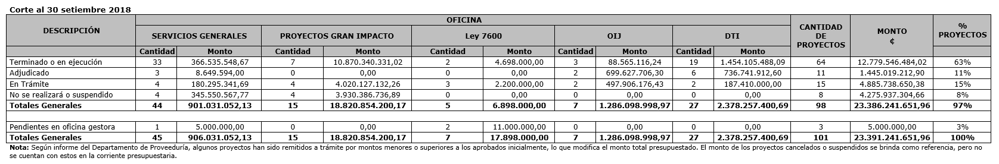 Corte al 30 setiembre 2018
DESCRIPCIÓN OFICINA CANTIDAD DE PROYECTOS MONTO ¢ % PROYECTOS
SERVICIOS GENERALES PROYECTOS GRAN IMPACTO Ley 7600 OIJ DTI
Cantidad Monto Cantidad Monto Cantidad Monto Cantidad Monto Cantidad Monto
Terminado o en ejecución 33 366.535.548,67 7 10.870.340.331,02 2 4.698.000,00 3 88.565.116,24 19 1.454.105.488,09 64 12.779.546.484,02 63%
Adjudicado 3 8.649.594,00 0 0,00 0 0,00 2 699.627.706,30 6 736.741.912,60 11 1.445.019.212,90 11%
En Trámite 4 180.295.341,69 4 4.020.127.132,26 3 2.200.000,00 2 497.906.176,43 2 187.410.000,00 15 4.885.738.650,38 15%
No se realizará o suspendido 4 345.550.567,77 4 3.930.386.736,89 0 0,00 0 0,00 0 0,00 8 4.275.937.304,66 8%
Totales Generales 44 901.031.052,13 15 18.820.854.200,17 5 6.898.000,00 7 1.286.098.998,97 27 2.378.257.400,69 98 23.386.241.651,96 97%
Pendientes en oficina gestora 1 5.000.000,00 0 0,00 2 11.000.000,00 0 0,00 0 0,00 3 5.000.000,00 3%
Totales Generales 45 906.031.052,13 15 18.820.854.200,17 7 17.898.000,00 7 1.286.098.998,97 27 2.378.257.400,69 101 23.391.241.651,96 100%
Nota: Según informe del Departamento de Proveeduría, algunos proyectos han sido remitidos a trámite por montos menores o superiores a los aprobados inicialmente, lo que modifica el monto total presupuestado. El monto de los proyectos cancelados o suspendidos se brinda como referencia, pero no
se cuentan con estos en la corriente presupuestaria.